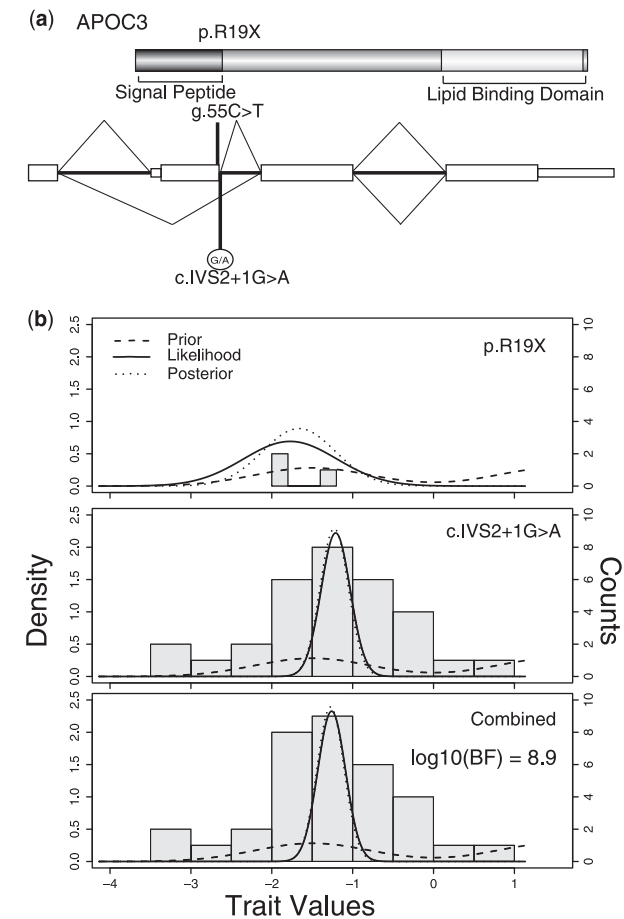 (a) APOC3
p.R19X
Signal Peptide
Lipid Binding Domain
g.55C>T
G/A
c.IVS2+1G>A
(b)
2.5 2.0 1.5 1.0 0.5 0.0
Prior
Likelihood
Posterior
p.R19X
10 8 6 4 2 0
2.5 2.0 1.5 1.0 0.5 0.0
c.IVS2+1G>A
10 8 6 4 2 0
Density
Counts
2.5 2.0 1.5 1.0 0.5 0.0
Combined
log10(BF) = 8.9
10 8 6 4 2 0
−4 −3 −2 −1 0 1
Trait Values